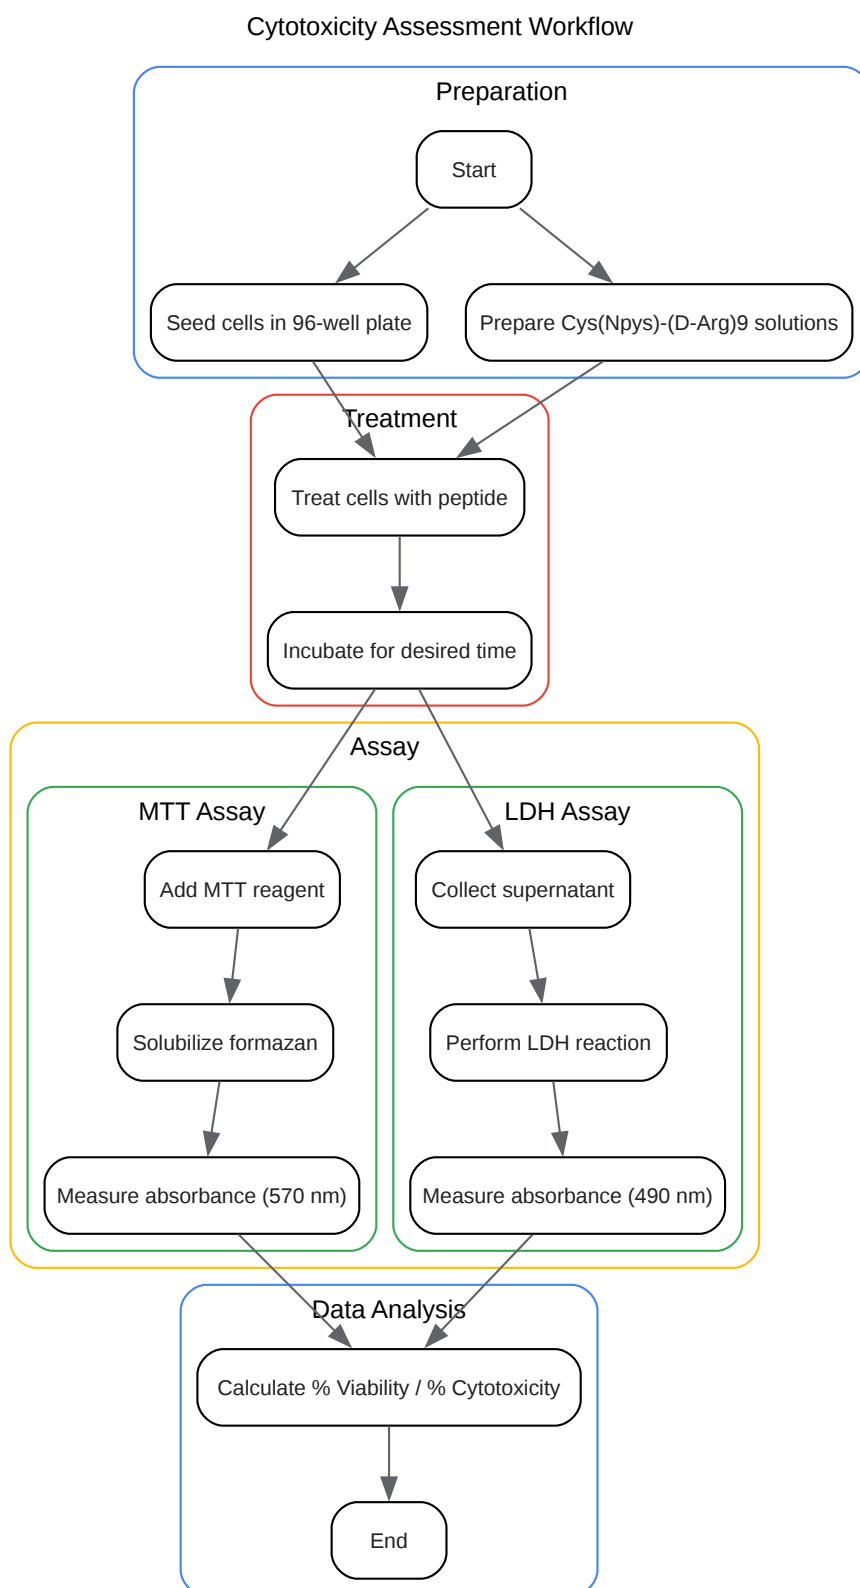 Cytotoxicity Assessment Workflow
Preparation
Start
Seed cells in 96-well plate
Prepare Cys(Npys)-(D-Arg)9 solutions
Treatment
Treat cells with peptide
Incubate for desired time
Assay
MTT Assay
Add MTT reagent
Solubilize formazan
Measure absorbance (570 nm)
LDH Assay
Collect supernatant
Perform LDH reaction
Measure absorbance (490 nm)
Data Analysis
Calculate % Viability / % Cytotoxicity
End